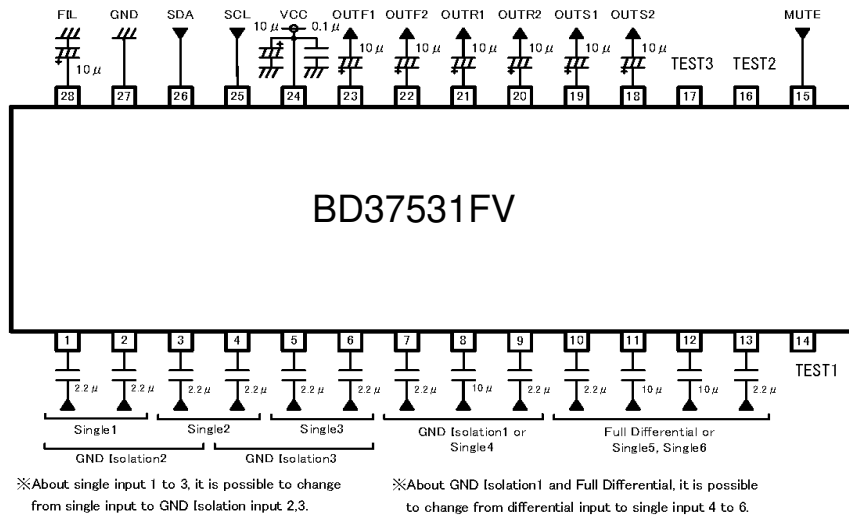 FIL GND SDA SCL VCC OUTF1 OUTF2 OUTR1 OUTR2 OUTS1 OUTS2 MUTE
10μ 0.1μ
10μ 10μ 10μ 10μ 10μ 10μ 10μ
TEST3 TEST2
28 27 26 25 24 23 22 21 20 19 18 17 16 15
BD37531FV
1 2 3 4 5 6 7 8 9 10 11 12 13 14
TEST1
2.2μ 2.2μ 2.2μ 2.2μ 2.2μ 2.2μ 2.2μ 10μ 2.2μ 2.2μ 10μ 10μ 2.2μ
Single1 Single2 Single3 GND Isolation1 or Full Differential or
Single4 Single5, Single6
GND Isolation2 GND Isolation3
※About single input 1 to 3, it is possible to change
from single input to GND Isolation input 2,3.
※About GND Isolation1 and Full Differential, it is possible
to change from differential input to single input 4 to 6.